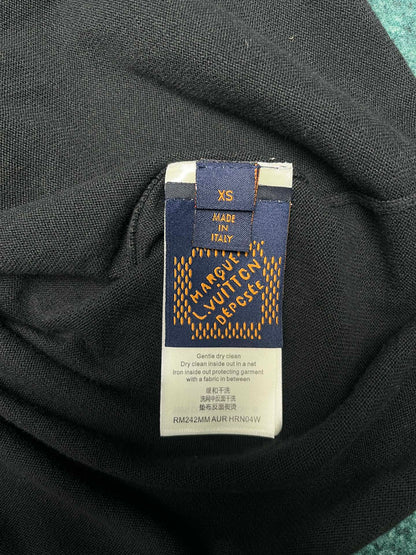 XS
MADE
IN
ITALY
MARQUE
L.VUITTON
DÉPOSÉE
Gentle dry clean
Dry clean inside out in a net
Iron inside out protecting garment
with a fabric in between
缓和干洗
洗网中反面干洗
垫布反面熨烫
RM242MM AUR HRN04W